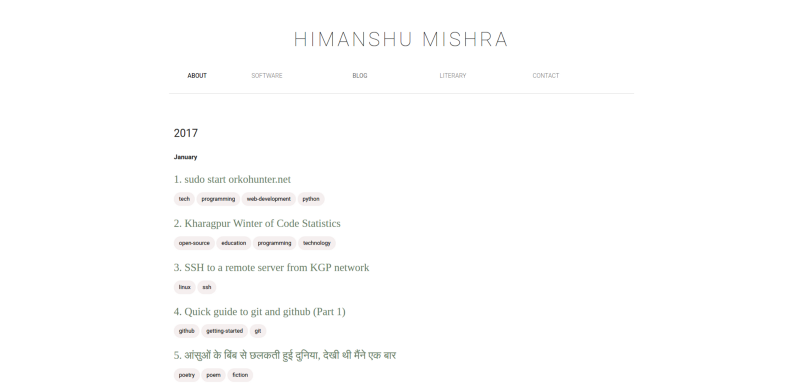 HIMANSHU MISHRA
ABOUT SOFTWARE BLOG LITERARY CONTACT
2017
January
1. sudo start orkohunter.net
tech programming web-development python
2. Kharagpur Winter of Code Statistics
open-source education programming technology
3. SSH to a remote server from KGP network
linux ssh
4. Quick guide to git and github (Part 1)
github getting-started git
5. आंसुओं के बिंब से छलकती हुई दुनिया, देखी थी मैंने एक बार
poetry poem fiction